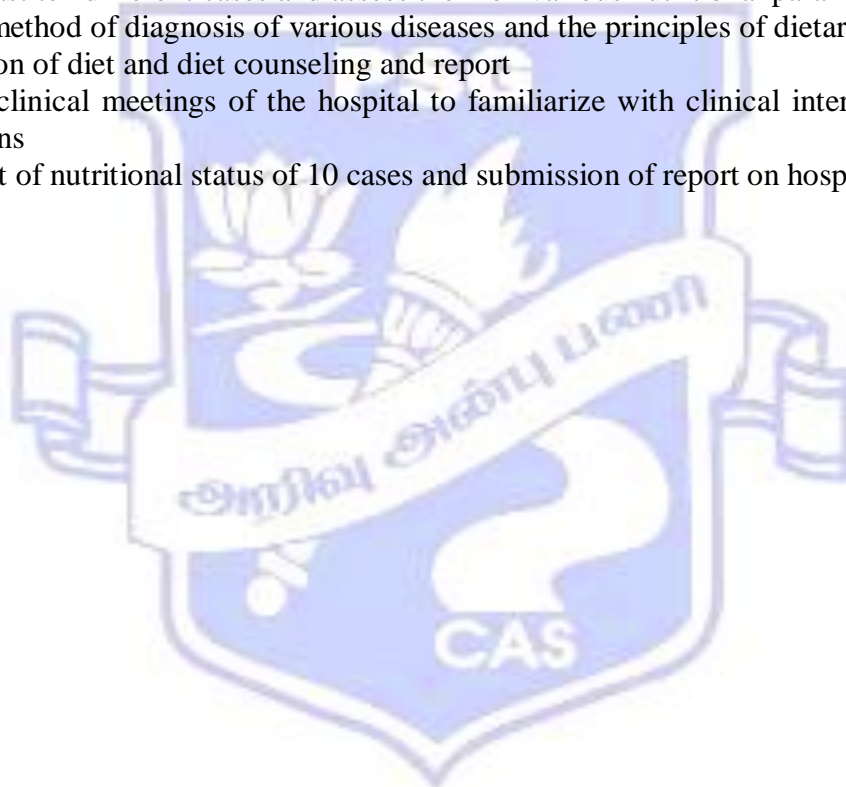 method of diagnosis of various diseases and the principles of dietar
on of diet and diet counseling and report
clinical meetings of the hospital to familiarize with clinical inter
ns
t of nutritional status of 10 cases and submission of report on hosp
PSG
அறிவு அன்பு பணி
CAS